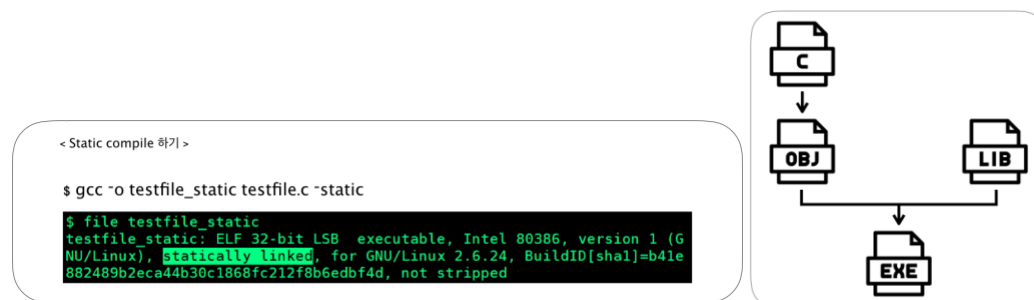 < Static compile 하기 >
$ gcc -o testfile_static testfile.c -static
$ file testfile_static
testfile_static: ELF 32-bit LSB  executable, Intel 80386, version 1 (G
NU/Linux), statically linked, for GNU/Linux 2.6.24, BuildID[sha1]=b41e
882489b2eca44b30c1868fc212f8b6edbf4d, not stripped
C
OBJ
LIB
EXE